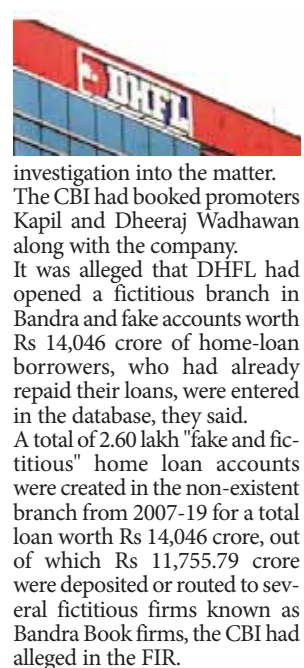 DHFL
investigation into the matter.
The CBI had booked promoters
Kapil and Dheeraj Wadhawan
along with the company.
It was alleged that DHFL had
opened a fictitious branch in
Bandra and fake accounts worth
Rs 14,046 crore of home-loan
borrowers, who had already
repaid their loans, were entered
in the database, they said.
A total of 2.60 lakh "fake and fic-
titious" home loan accounts
were created in the non-existent
branch from 2007-19 for a total
loan worth Rs 14,046 crore, out
of which Rs 11,755.79 crore
were deposited or routed to sev-
eral fictitious firms known as
Bandra Book firms, the CBI had
alleged in the FIR.